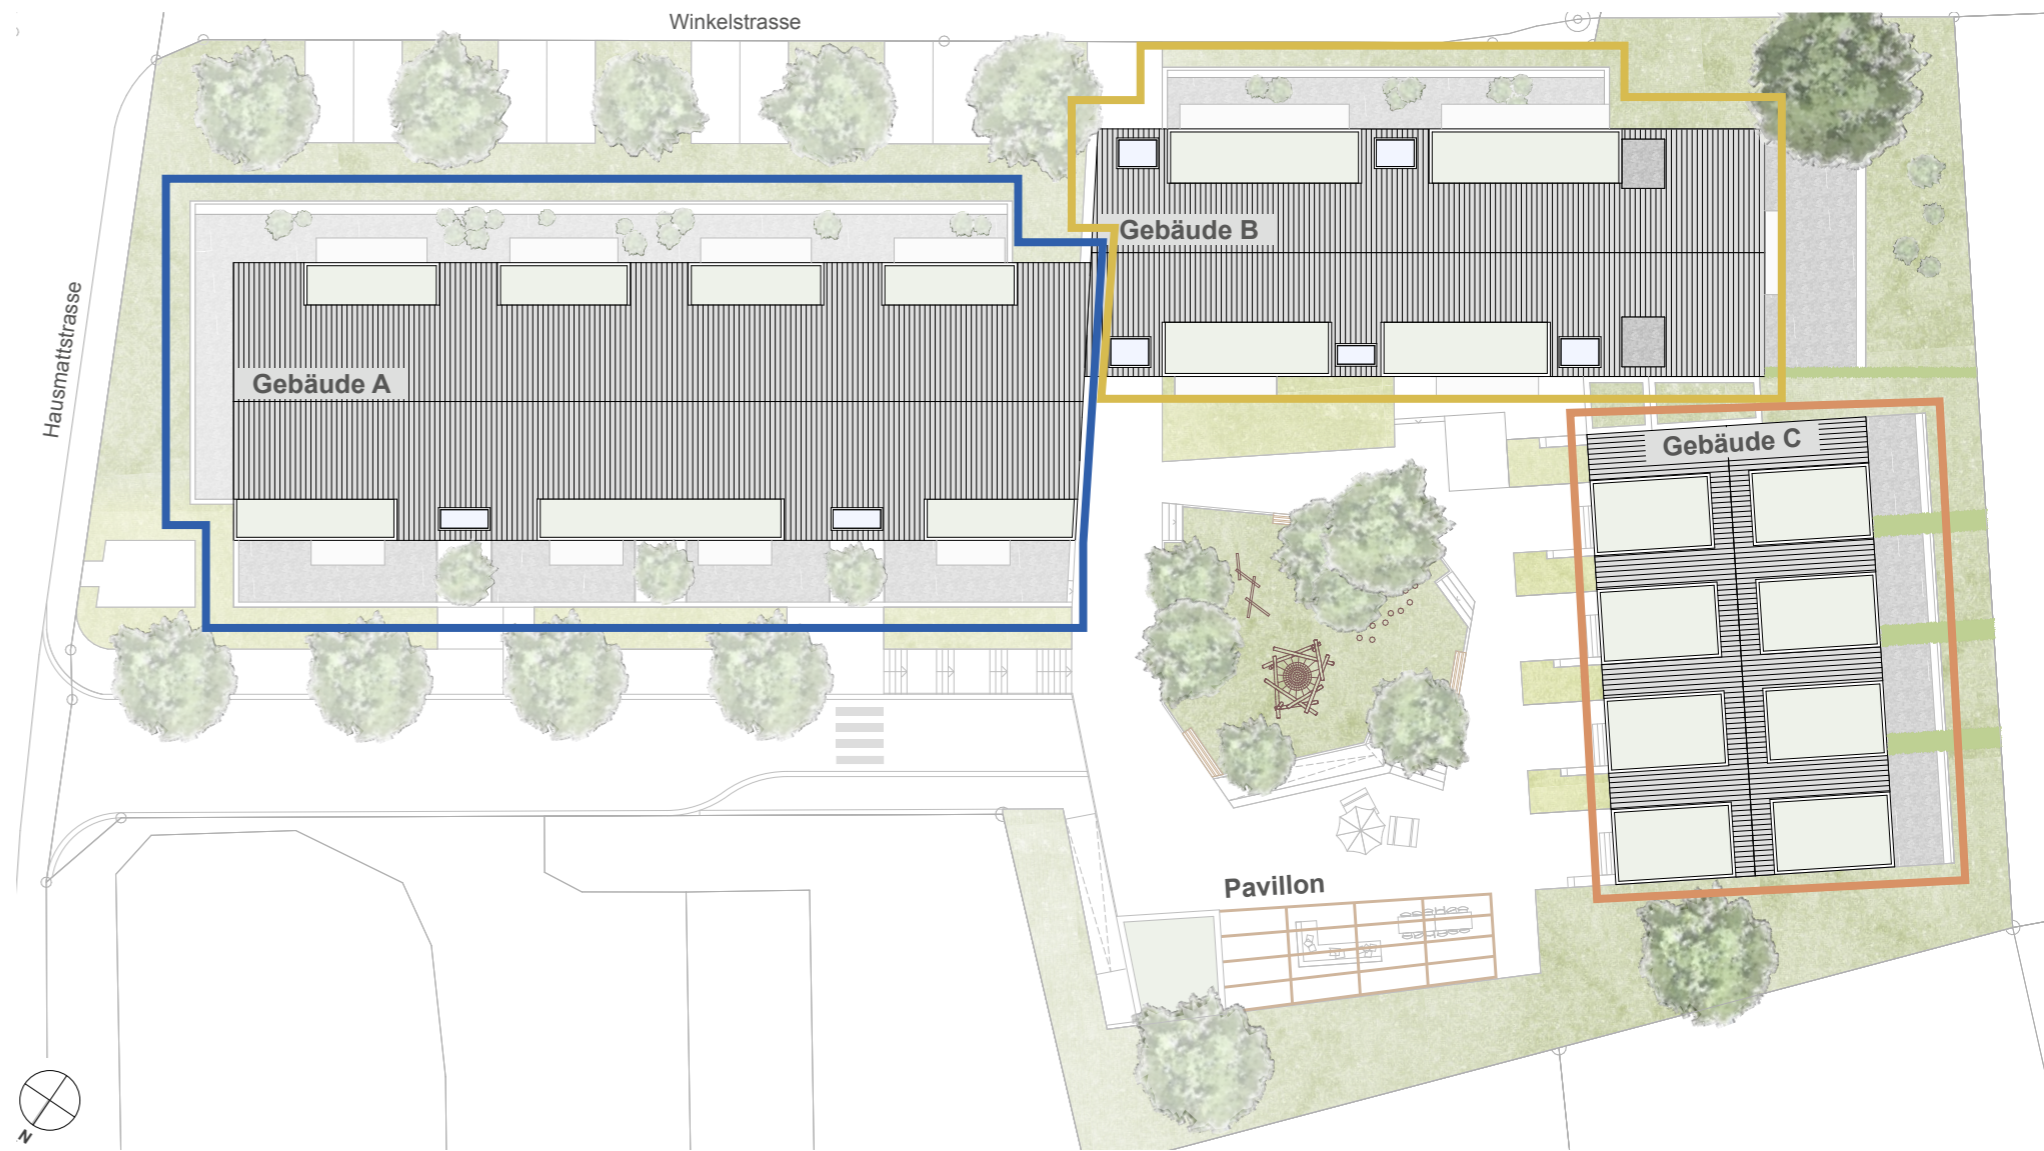 Winkelstrasse
Gebäude B
Hausmattstrasse
Gebäude A
Gebäude C
Pavillon
N